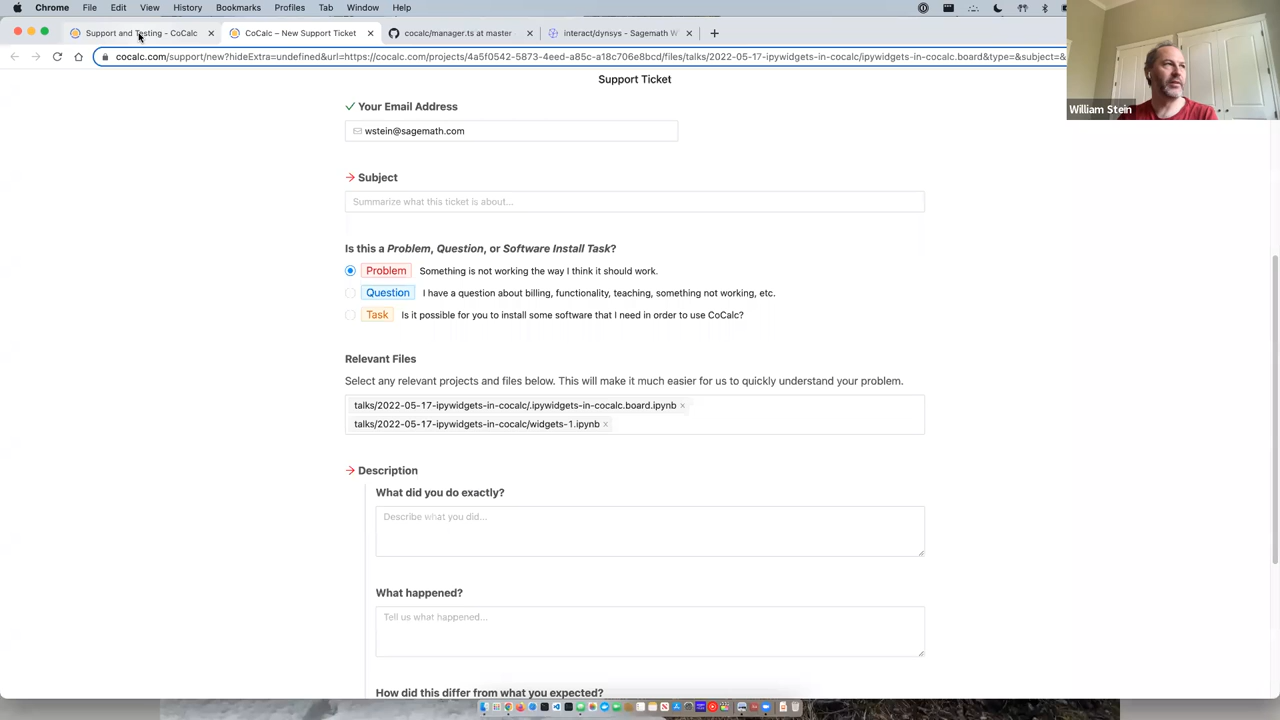 Chrome File Edit View History Bookmarks Profiles Tab Window Help
Support and Testing - CoCalc
CoCalc – New Support Ticket
cocalc/manager.ts at master
interact/dynsys - Sagemath W
cocalc.com/support/new?hideExtra=undefined&url=https://cocalc.com/projects/4a5f0542-5873-4eed-a85c-a18c706e8bcd/files/talks/2022-05-17-ipywidgets-in-cocalc/ipywidgets-in-cocalc.board&type=&subject=&
William Stein
Support Ticket
Your Email Address
wstein@sagemath.com
Subject
Summarize what this ticket is about...
Is this a Problem, Question, or Software Install Task?
Problem Something is not working the way I think it should work.
Question I have a question about billing, functionality, teaching, something not working, etc.
Task Is it possible for you to install some software that I need in order to use CoCalc?
Relevant Files
Select any relevant projects and files below. This will make it much easier for us to quickly understand your problem.
talks/2022-05-17-ipywidgets-in-cocalc/.ipywidgets-in-cocalc.board.ipynb ×
talks/2022-05-17-ipywidgets-in-cocalc/widgets-1.ipynb ×
Description
What did you do exactly?
Describe what you did...
What happened?
Tell us what happened...
How did this differ from what you expected?